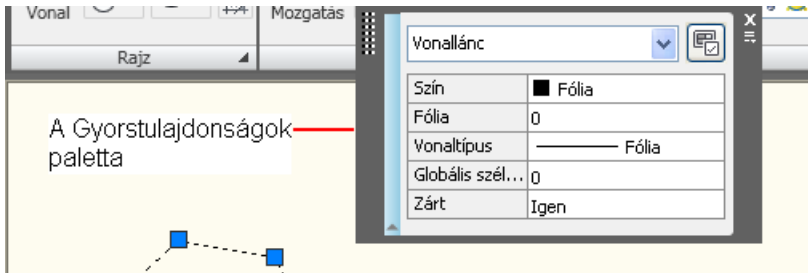 Vonal
Mozgatás
Rajz
Vonallánc
Szín Fólia
Fólia 0
Vonaltípus Fólia
Globális szél... 0
Zárt Igen
A Gyorstulajdonságok
paletta